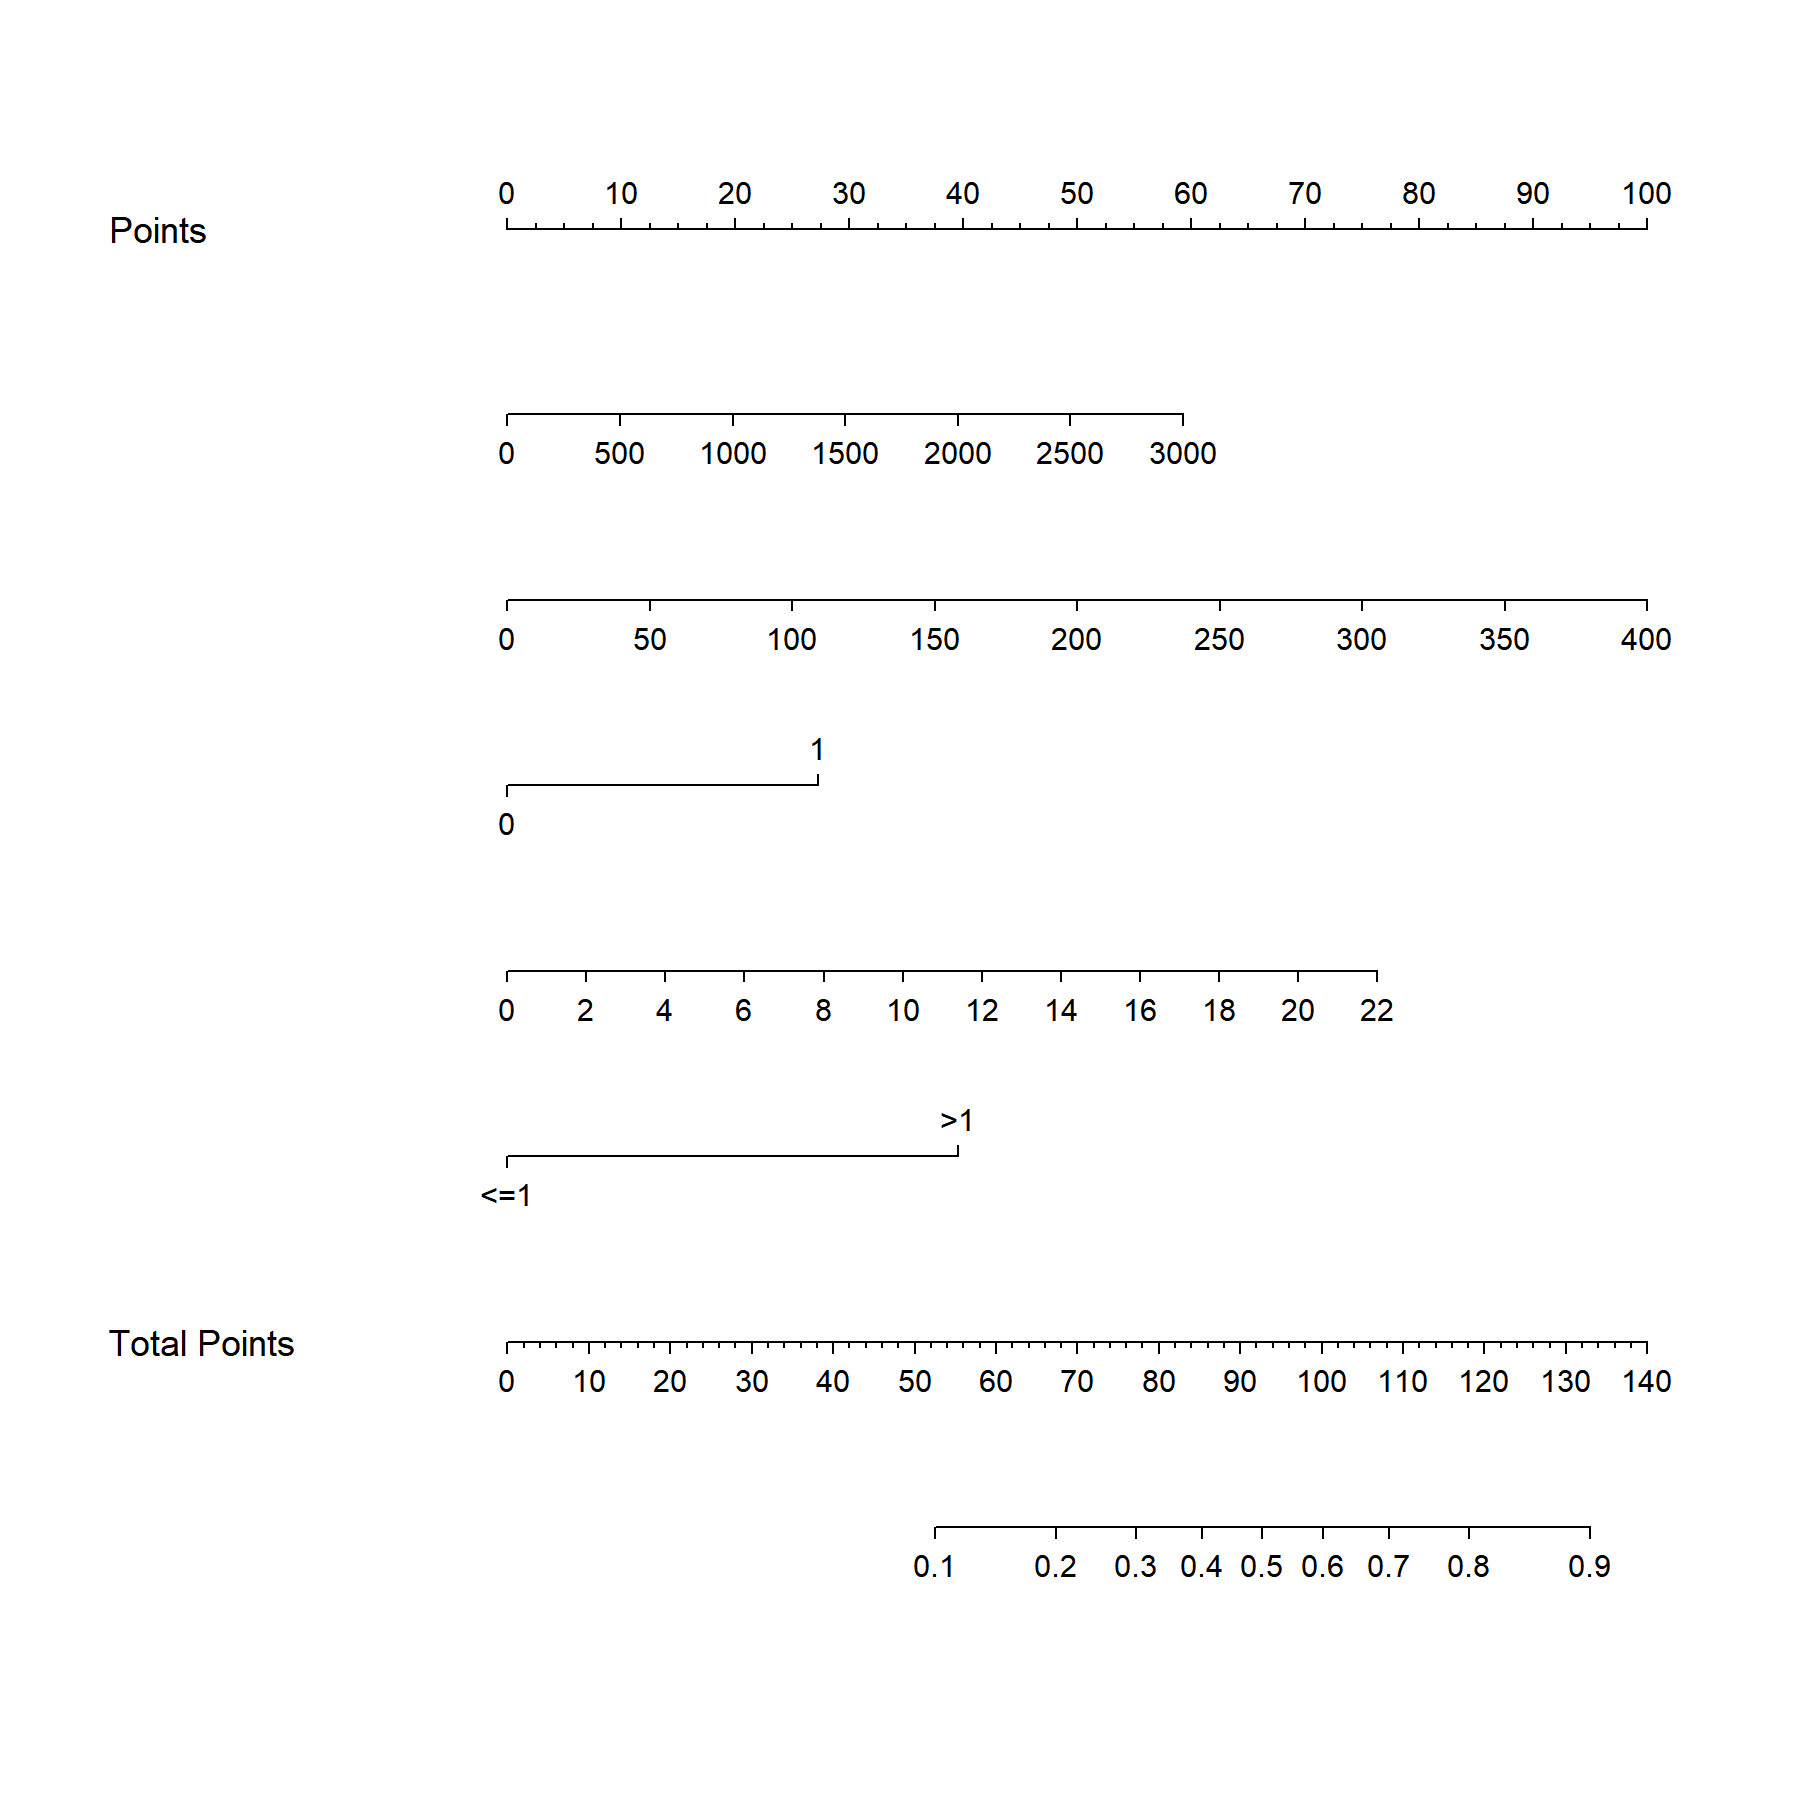 0 10 20 30 40 50 60 70 80 90 100
Points
0 500 1000 1500 2000 2500 3000
0 50 100 150 200 250 300 350 400
1
0
0 2 4 6 8 10 12 14 16 18 20 22
>1
<=1
Total Points
0 10 20 30 40 50 60 70 80 90 100 110 120 130 140
0.1 0.2 0.3 0.4 0.5 0.6 0.7 0.8 0.9